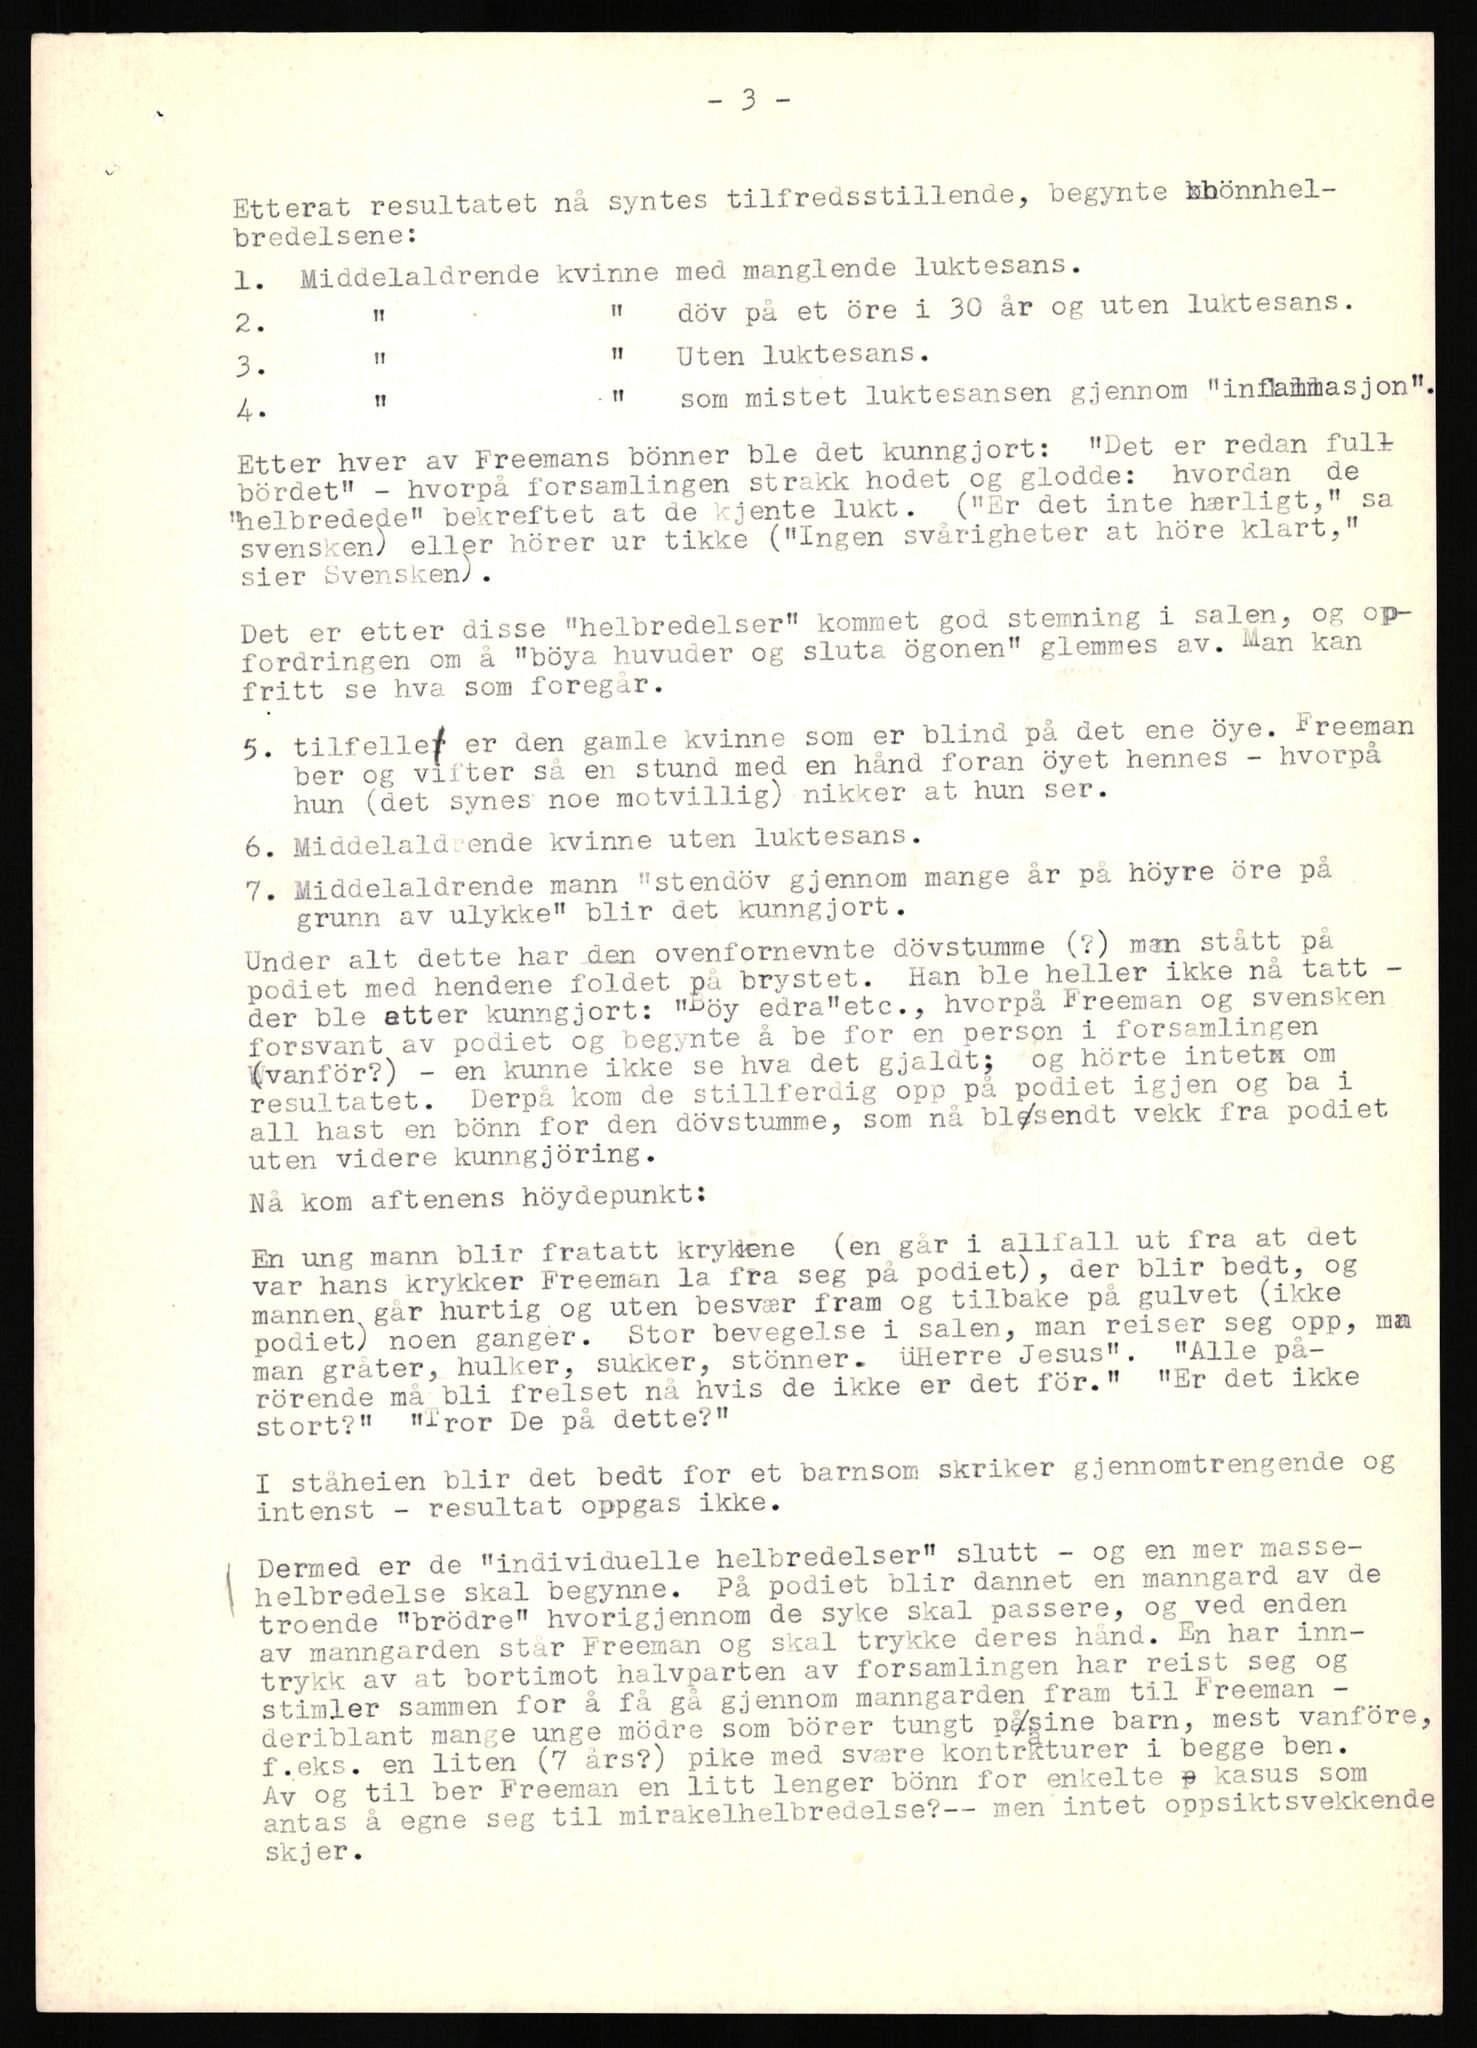 - 3 -
Etterat resultatet nå syntes tilfredsstillende, begynte bönnhel-
bredelsene:
1. Middelaldrende kvinne med manglende luktesans.
2. " " döv på et öre i 30 år og uten luktesans.
3. " " Uten luktesans.
4. " " som mistet luktesansen gjennom "inflammasjon".
Etter hver av Freemans bönner ble det kunngjort: "Det er redan full-
bördet" - hvorpå forsamlingen strakk hodet og glodde: hvordan de
"helbredede" bekreftet at de kjente lukt. ("Er det inte hærligt," sa
svensken) eller hörer ur tikke ("Ingen svårigheter at höre klart,"
sier Svensken).
Det er etter disse "helbredelser" kommet god stemning i salen, og op-
fordringen om å "böya huvuder og sluta ögonen" glemmes av. Man kan
fritt se hva som foregår.
5. tilfelle er den gamle kvinne som er blind på det ene öye. Freeman
ber og vifter så en stund med en hånd foran öyet hennes - hvorpå
hun (det synes noe motvillig) nikker at hun ser.
6. Middelaldrende kvinne uten luktesans.
7. Middelaldrende mann "stendöv gjennom mange år på höyre öre på
grunn av ulykke" blir det kunngjort.
Under alt dette har den ovenfornevnte dövstumme (?) man stått på
podiet med hendene foldet på brystet. Han ble heller ikke nå tatt -
der ble atter kunngjort: "Böy edra"etc., hvorpå Freeman og svensken
forsvant av podiet og begynte å be for en person i forsamlingen
(vanför?) - en kunne ikke se hva det gjaldt; og hörte intet om
resultatet. Derpå kom de stillferdig opp på podiet igjen og ba i
all hast en bönn for den dövstumme, som nå ble/sendt vekk fra podiet
uten videre kunngjöring.
Nå kom aftenens höydepunkt:
En ung mann blir fratatt krykkene (en går i allfall ut fra at det
var hans krykker Freeman la fra seg på podiet), der blir bedt, og
mannen går hurtig og uten besvær fram og tilbake på gulvet (ikke
podiet) noen ganger. Stor bevegelse i salen, man reiser seg opp, man
man gråter, hulker, sukker, stönner. üHerre Jesus". "Alle på-
rörende må bli frelset nå hvis de ikke er det för." "Er det ikke
stort?" "Tror De på dette?"
I ståheien blir det bedt for et barnsom skriker gjennomtrengende og
intenst - resultat oppgas ikke.
Dermed er de "individuelle helbredelser" slutt - og en mer masse-
helbredelse skal begynne. På podiet blir dannet en manngard av de
troende "brödre" hvorigjennom de syke skal passere, og ved enden
av manngarden står Freeman og skal trykke deres hånd. En har inn-
trykk av at bortimot halvparten av forsamlingen har reist seg og
stimler sammen for å få gå gjennom manngarden fram til Freeman -
deriblant mange unge mödre som börer tungt på/sine barn, mest vanföre,
f.eks. en liten (7 års?) pike med svære kontrakturer i begge ben.
Av og til ber Freeman en litt lenger bönn for enkelte kasus som
antas å egne seg til mirakelhelbredelse?-- men intet oppsiktsvekkende
skjer.